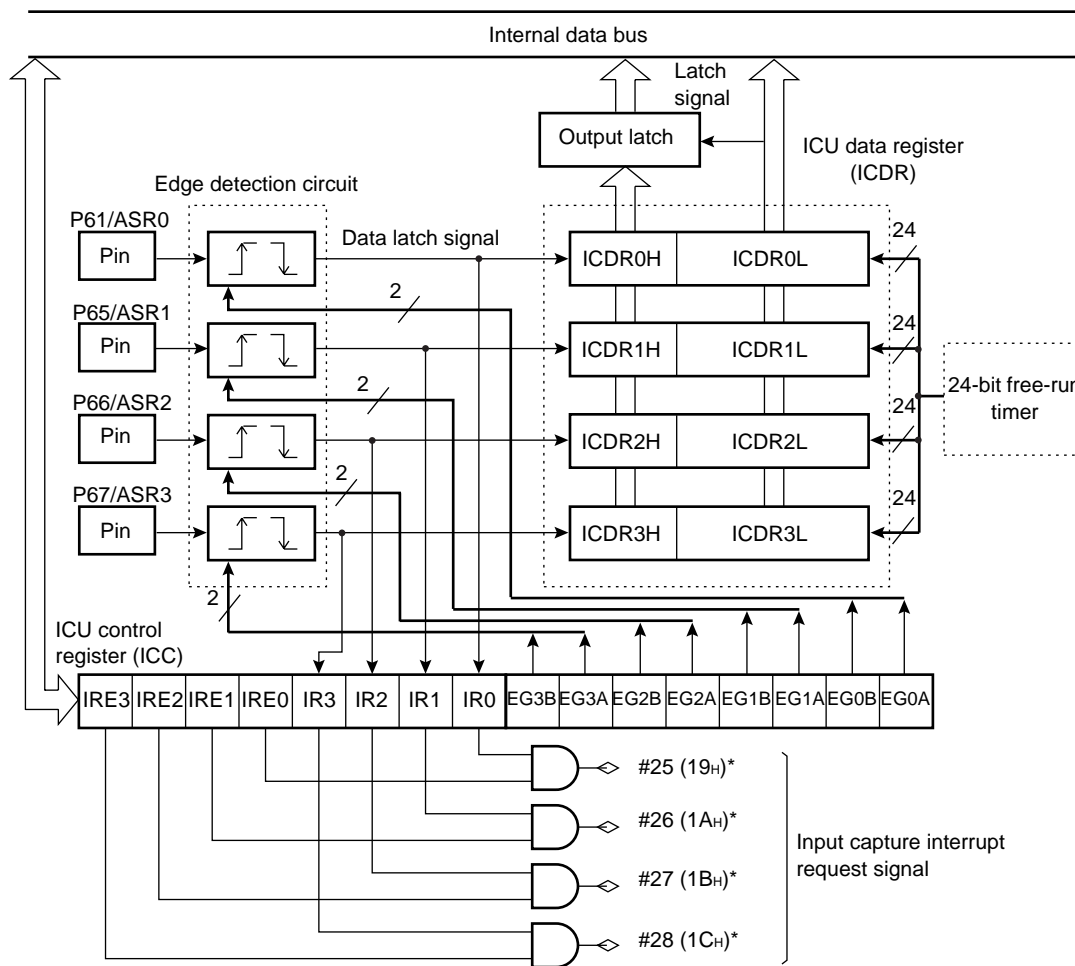 Internal data bus
Latch
signal
Output latch
ICU data register
(ICDR)
Edge detection circuit
P61/ASR0
Pin
Data latch signal
ICDR0H
ICDR0L
24
2
P65/ASR1
Pin
ICDR1H
ICDR1L
24
2
24-bit free-run
timer
P66/ASR2
Pin
ICDR2H
ICDR2L
24
2
P67/ASR3
Pin
ICDR3H
ICDR3L
24
2
ICU control
register (ICC)
IRE3 IRE2 IRE1 IRE0 IR3 IR2 IR1 IR0 EG3B EG3A EG2B EG2A EG1B EG1A EG0B EG0A
#25 (19H)*
#26 (1AH)*
#27 (1BH)*
#28 (1CH)*
Input capture interrupt
request signal